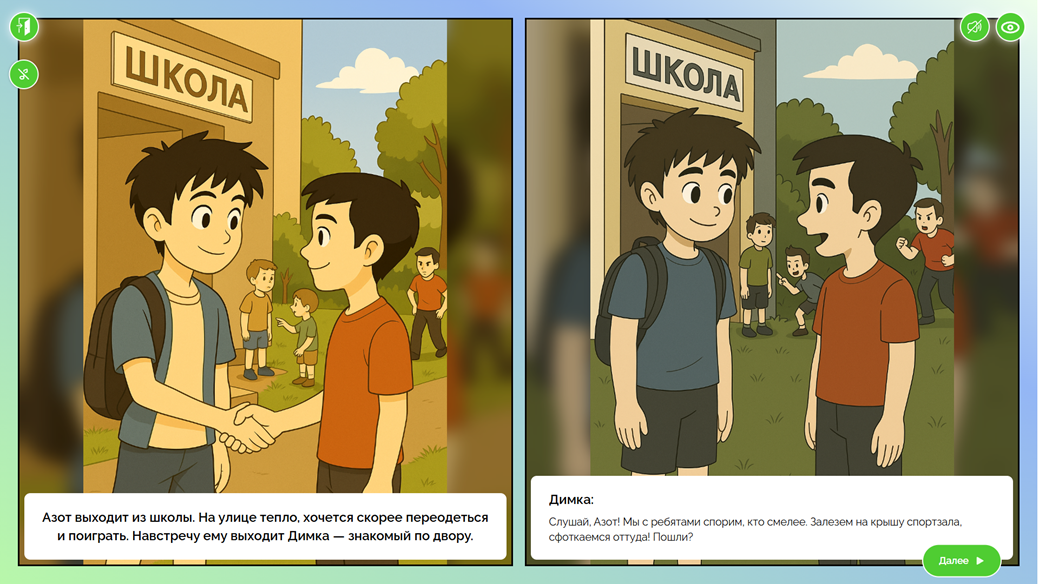 ШКОЛА
Азот выходит из школы. На улице тепло, хочется скорее переодеться
и поиграть. Навстречу ему выходит Димка — знакомый по двору.
ШКОЛА
Димка:
Слушай, Азот! Мы с ребятами спорим, кто смелее. Залезем на крышу спортзала,
сфоткаемся оттуда! Пошли?
Далее